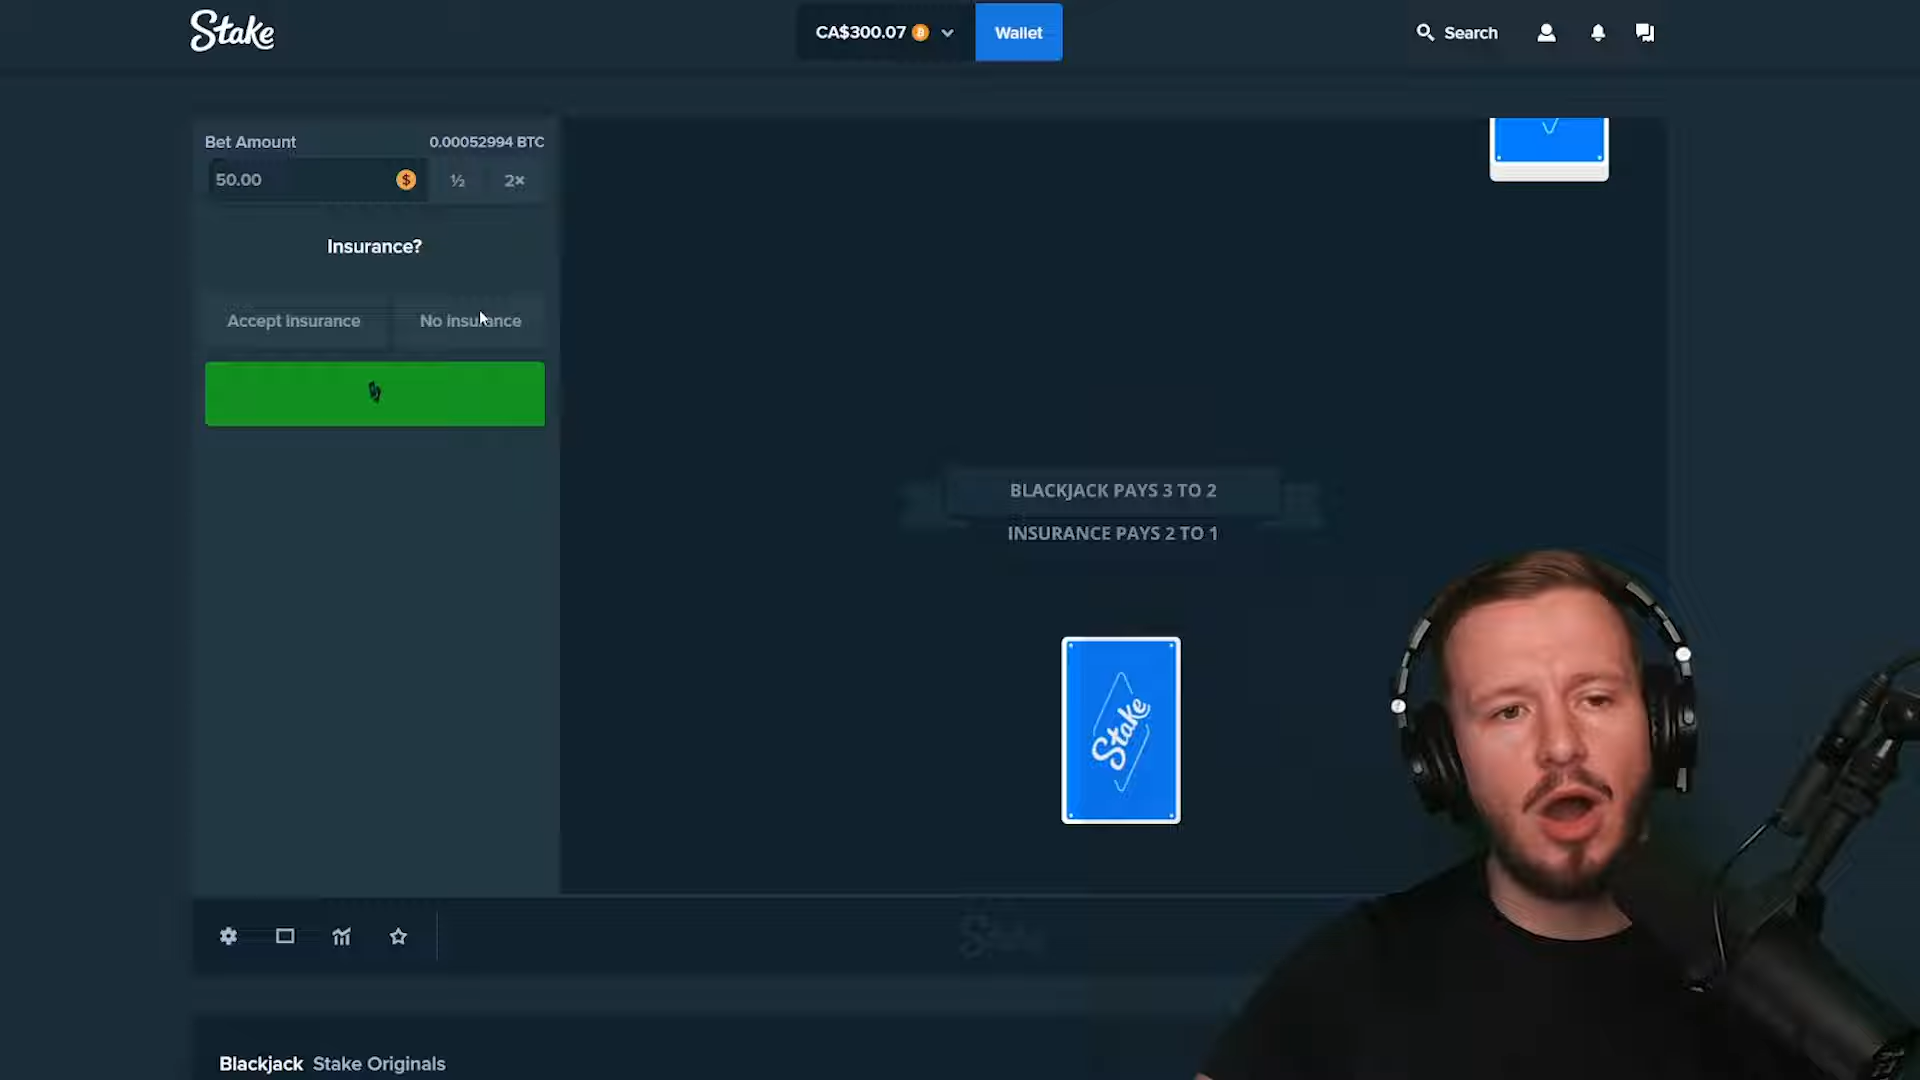 Stake
CA$300.07
Wallet
Search
Bet Amount
0.00052994 BTC
50.00
$
½
2×
Insurance?
Accept insurance
No insurance
BLACKJACK PAYS 3 TO 2
INSURANCE PAYS 2 TO 1
Stake
Stake
Blackjack Stake Originals